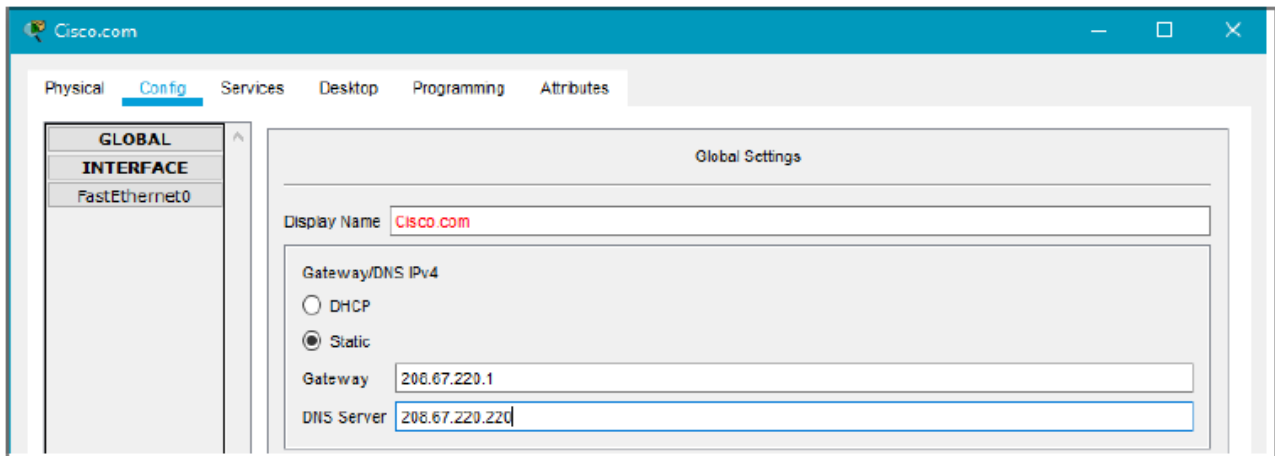 Cisco.com
Physical Config Services Desktop Programming Attributes
GLOBAL
INTERFACE
FastEthernet0
Global Settings
Display Name Cisco.com
Gateway/DNS IPv4
DHCP
Static
Gateway 208.67.220.1
DNS Server 208.67.220.220